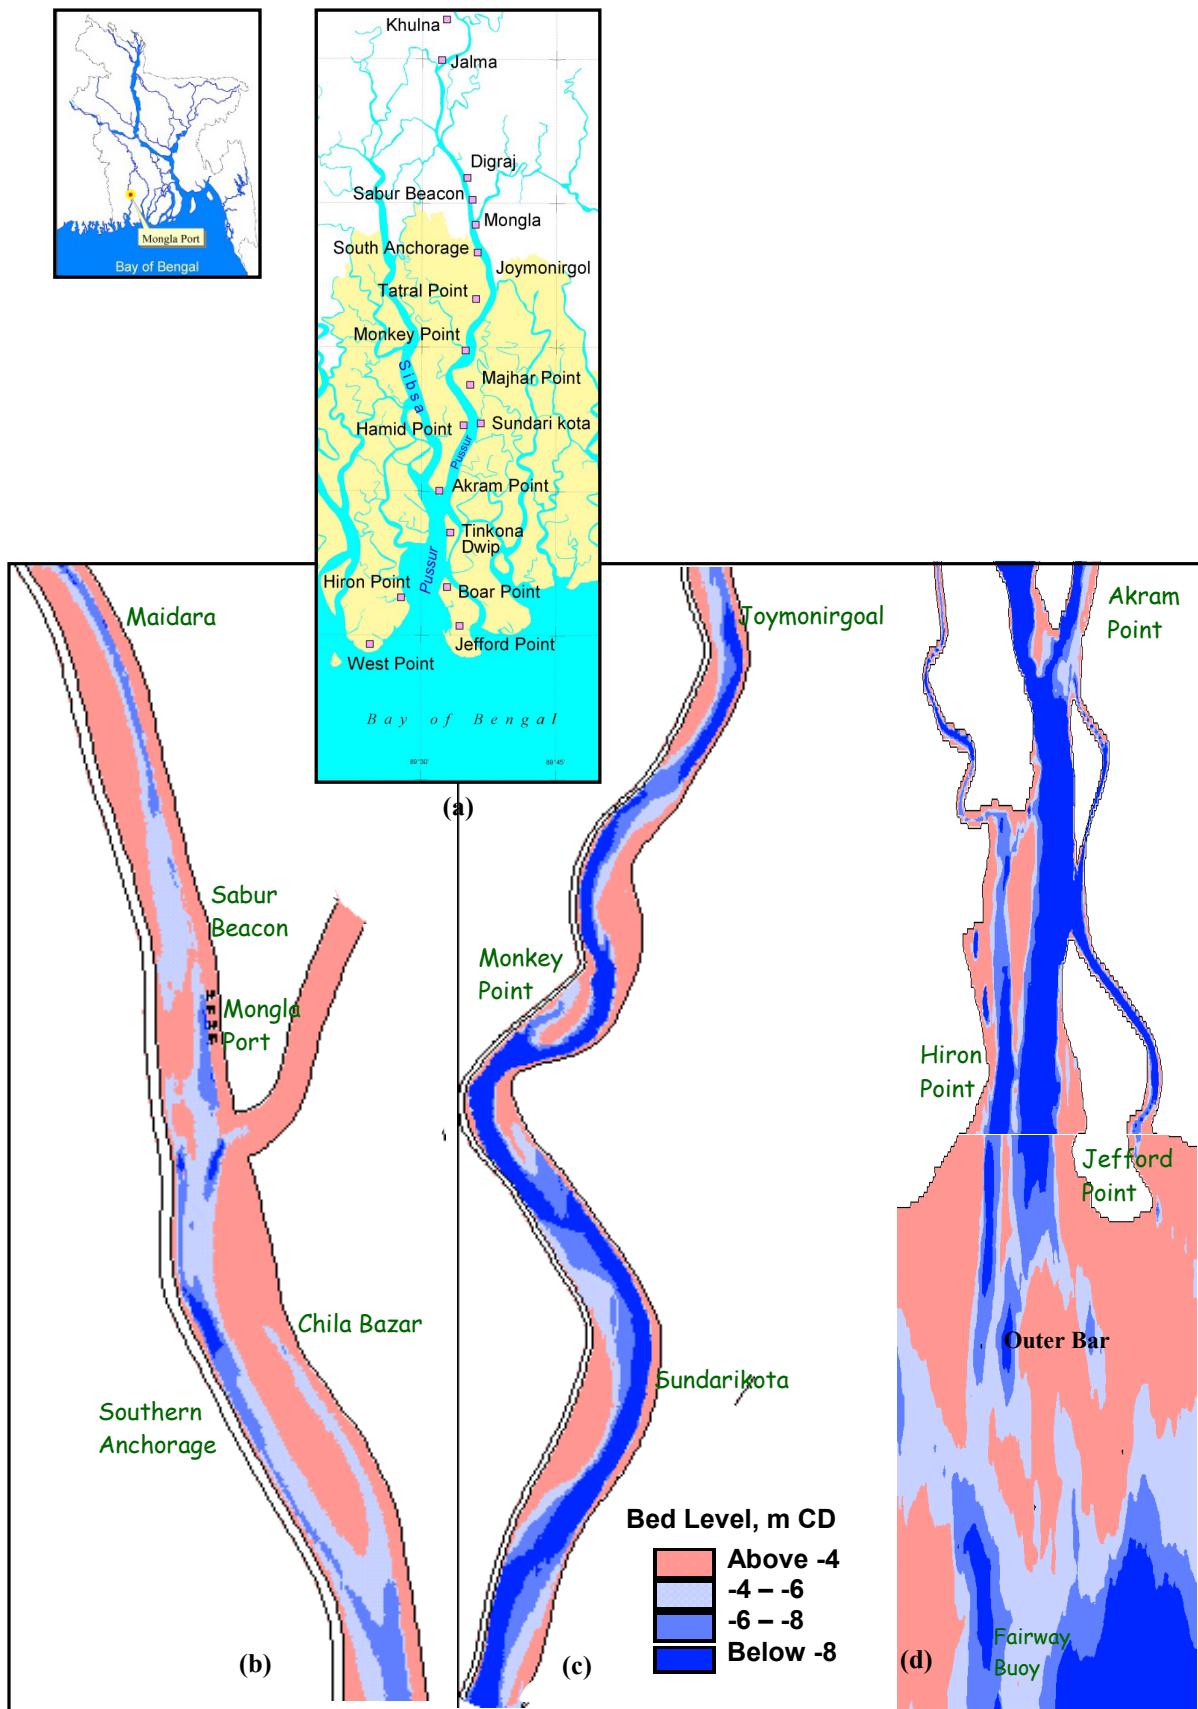 Mongla Port
Bay of Bengal
Khulna
Jalma
Digraj
Sabur Beacon
Mongla
South Anchorage
Joymonirgol
Tatral Point
Monkey Point
Sibsa
Majhar Point
Hamid Point
Sundari kota
Pussur
Akram Point
Tinkona
Dwip
Pussur
Hiron Point
Boar Point
Jefford Point
West Point
Bay of Bengal
89°30'
89°45'
(a)
Maidara
Sabur
Beacon
Mongla
Port
Chila Bazar
Southern
Anchorage
(b)
Joymonirgoal
Monkey
Point
Sundarikota
Bed Level, m CD
Above -4
-4 – -6
-6 – -8
Below -8
(c)
Akram
Point
Hiron
Point
Jefford
Point
Outer Bar
Fairway
Buoy
(d)